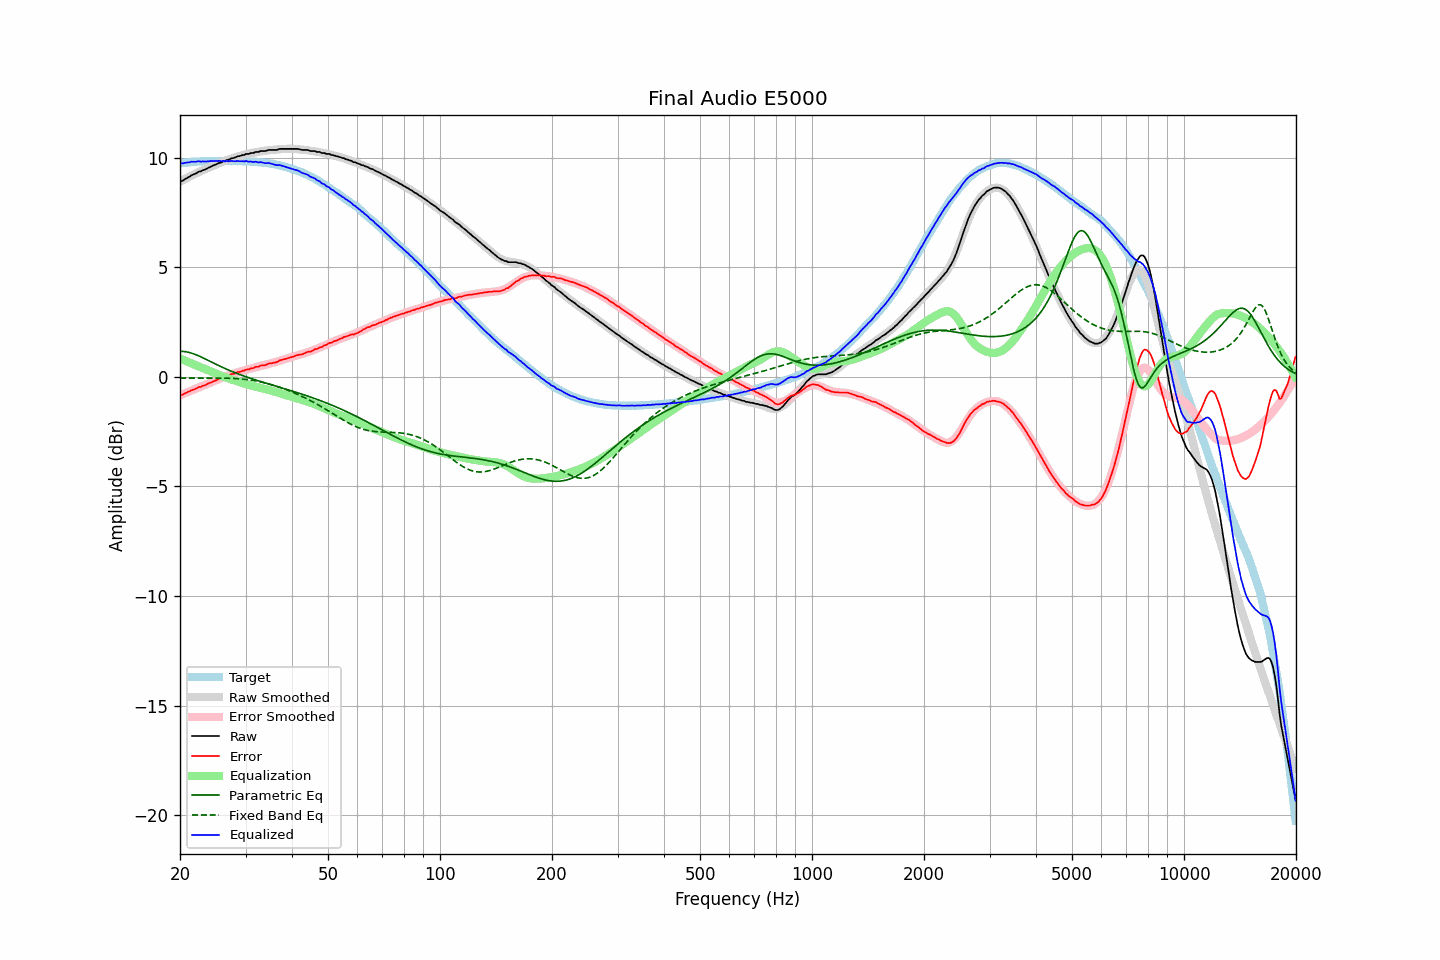 Final Audio E5000
Amplitude (dBr)
10
5
0
−5
−10
−15
−20
Target
Raw Smoothed
Error Smoothed
Raw
Error
Equalization
Parametric Eq
Fixed Band Eq
Equalized
20 50 100 200 500 1000 2000 5000 10000 20000
Frequency (Hz)